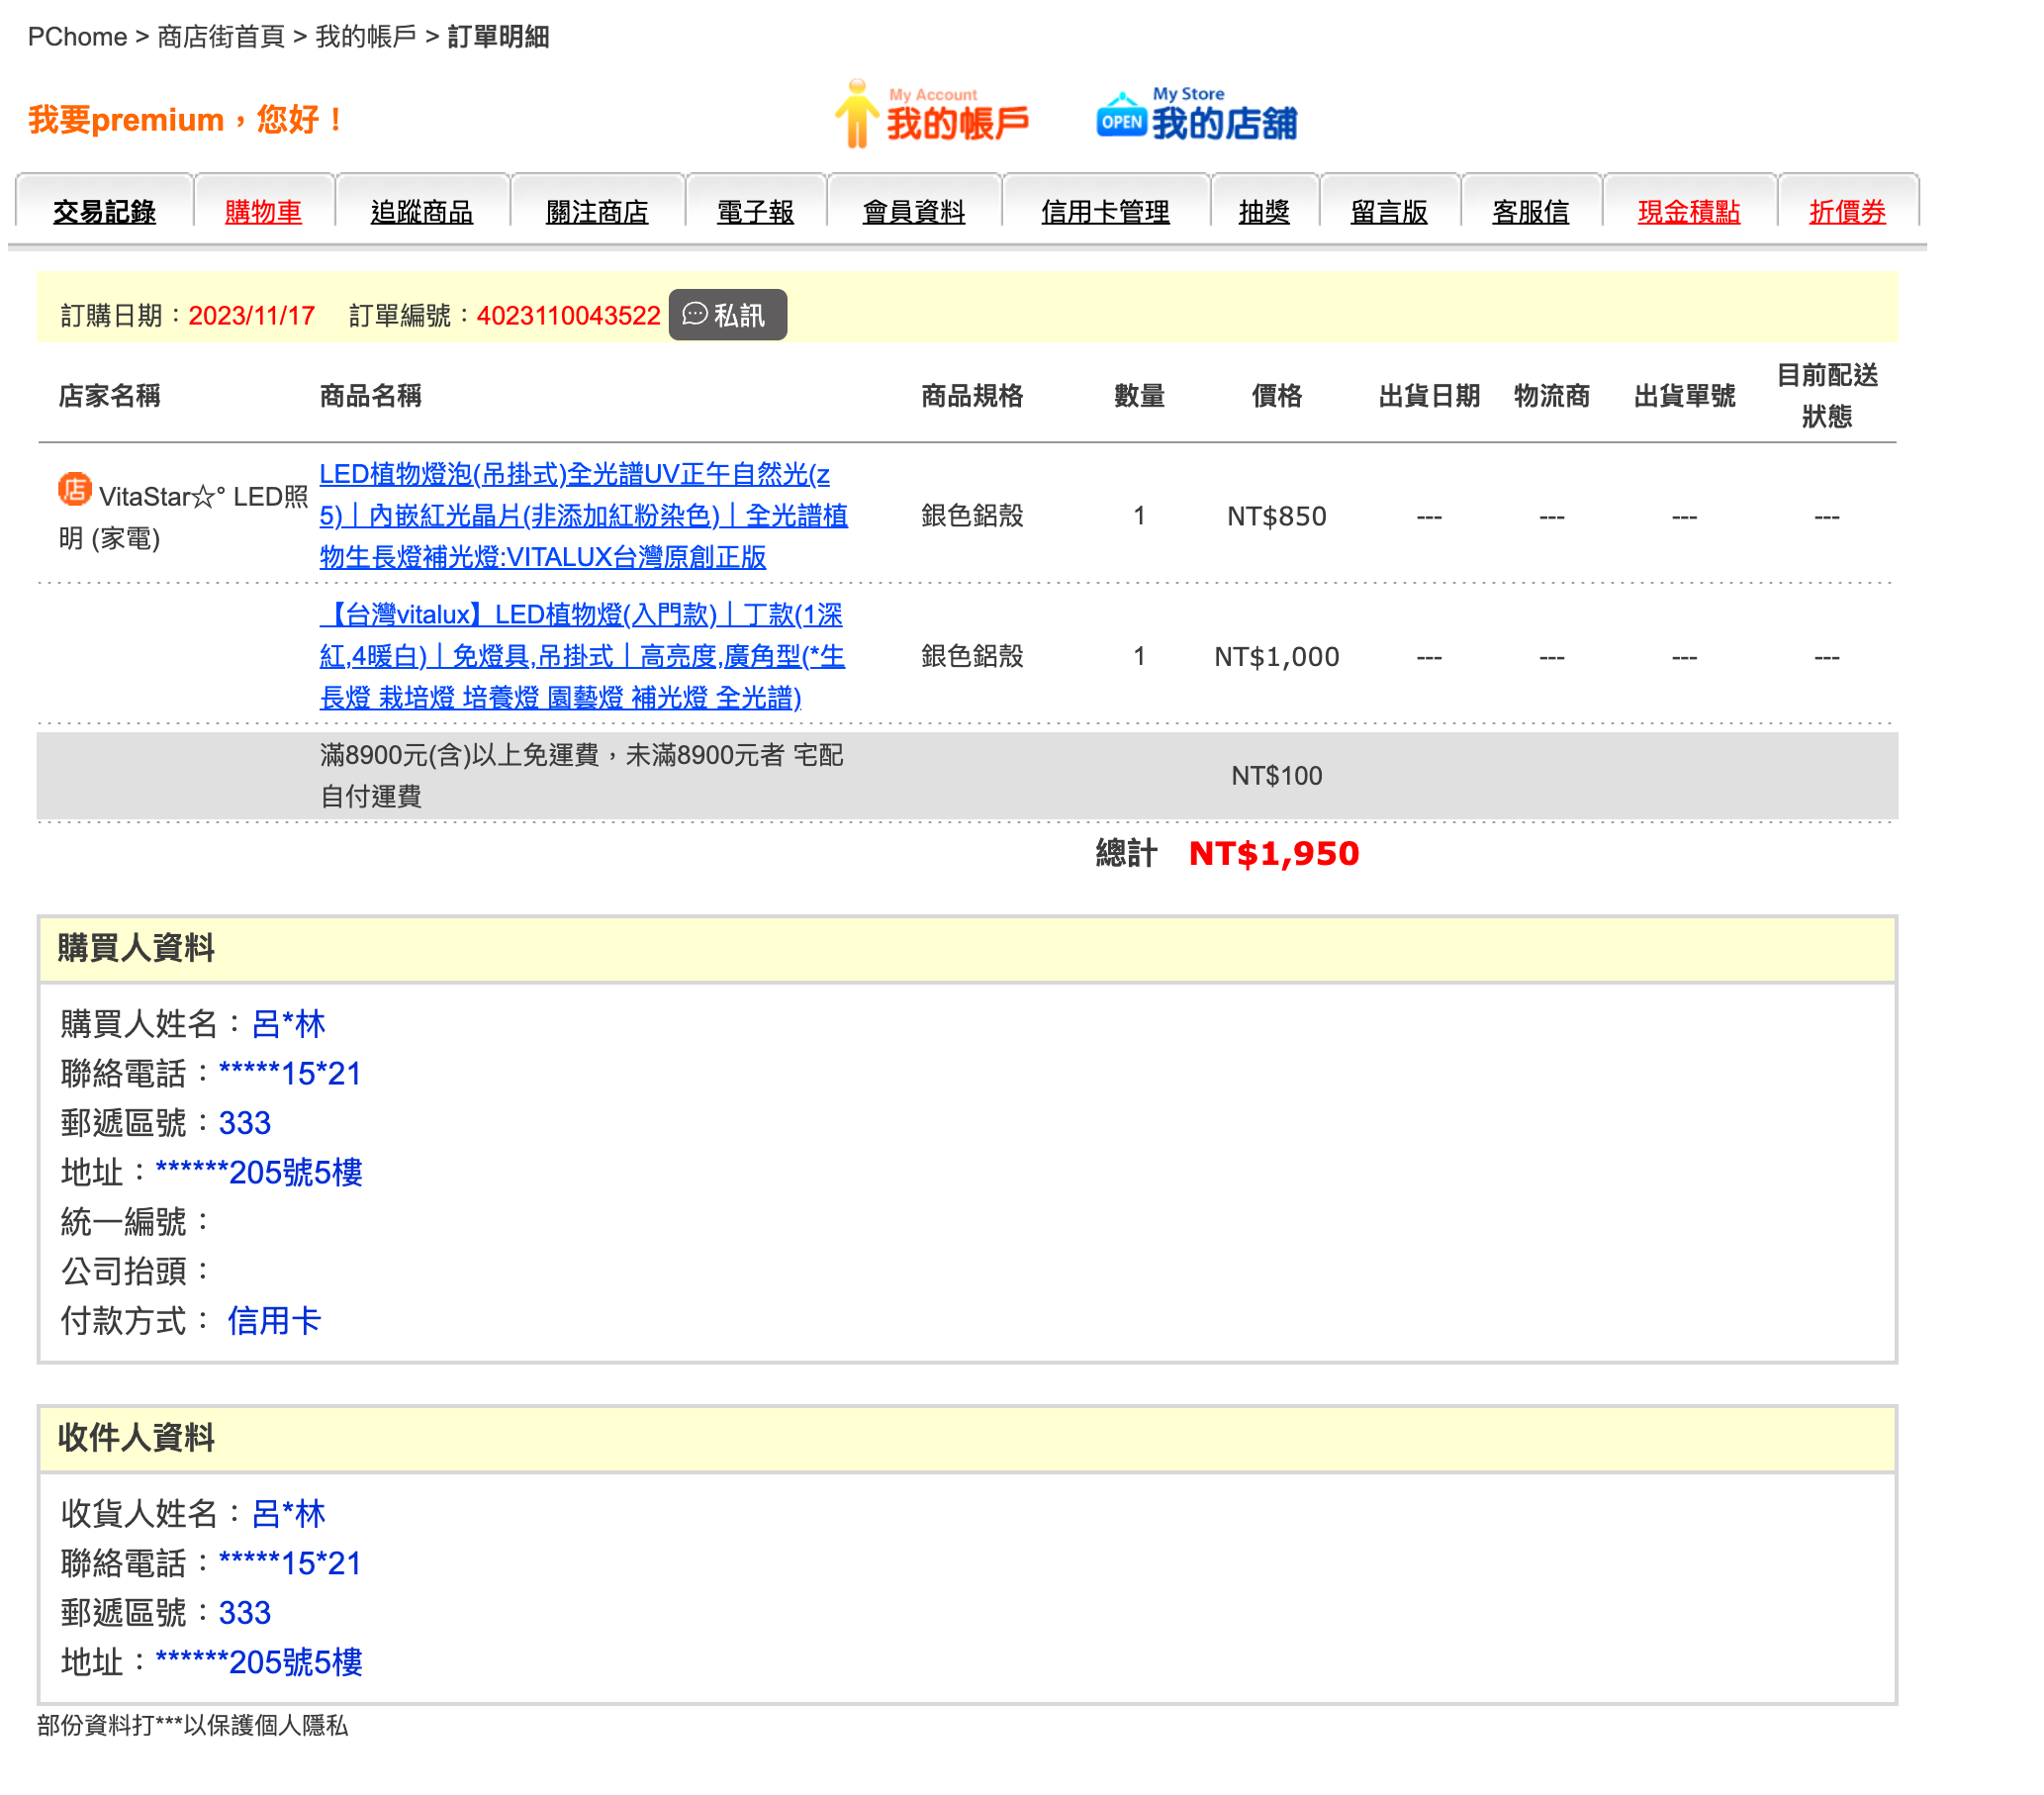 PChome > 商店街首頁 > 我的帳戶 > 訂單明細
我要premium，您好！
My Account
我的帳戶
OPEN
My Store
我的店舖
交易記錄 購物車 追蹤商品 關注商店 電子報 會員資料 信用卡管理 抽獎 留言版 客服信 現金積點 折價券
訂購日期：2023/11/17 訂單編號：4023110043522 私訊
店家名稱 商品名稱 商品規格 數量 價格 出貨日期 物流商 出貨單號 目前配送
狀態
店 VitaStar☆° LED照
明 (家電)
LED植物燈泡(吊掛式)全光譜UV正午自然光(z
5)｜內嵌紅光晶片(非添加紅粉染色)｜全光譜植
物生長燈補光燈:VITALUX台灣原創正版
銀色鋁殼 1 NT$850 --- --- --- ---
【台灣vitalux】LED植物燈(入門款)｜丁款(1深
紅,4暖白)｜免燈具,吊掛式｜高亮度,廣角型(*生
長燈 栽培燈 培養燈 園藝燈 補光燈 全光譜)
銀色鋁殼 1 NT$1,000 --- --- --- ---
滿8900元(含)以上免運費，未滿8900元者 宅配
自付運費
NT$100
總計 NT$1,950
購買人資料
購買人姓名：呂*林
聯絡電話：*****15*21
郵遞區號：333
地址：******205號5樓
統一編號：
公司抬頭：
付款方式： 信用卡
收件人資料
收貨人姓名：呂*林
聯絡電話：*****15*21
郵遞區號：333
地址：******205號5樓
部份資料打***以保護個人隱私